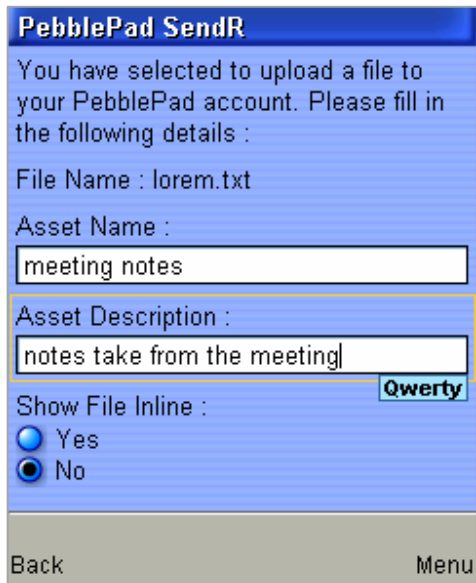 PebblePad SendR
You have selected to upload a file to
your PebblePad account. Please fill in
the following details :
File Name : lorem.txt
Asset Name :
meeting notes
Asset Description :
notes take from the meeting
Qwerty
Show File Inline :
Yes
No
Back Menu